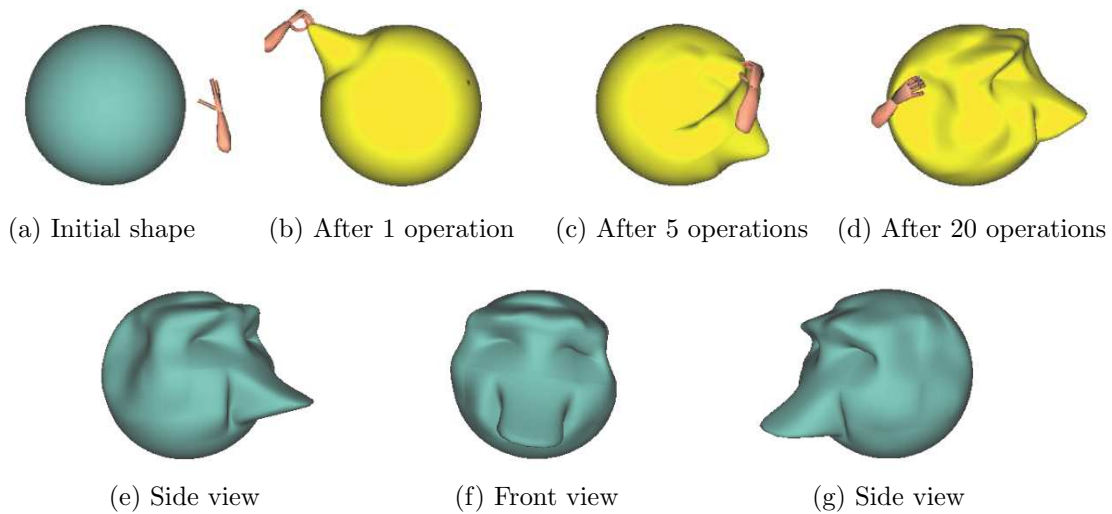 (a) Initial shape
(b) After 1 operation
(c) After 5 operations
(d) After 20 operations
(e) Side view
(f) Front view
(g) Side view